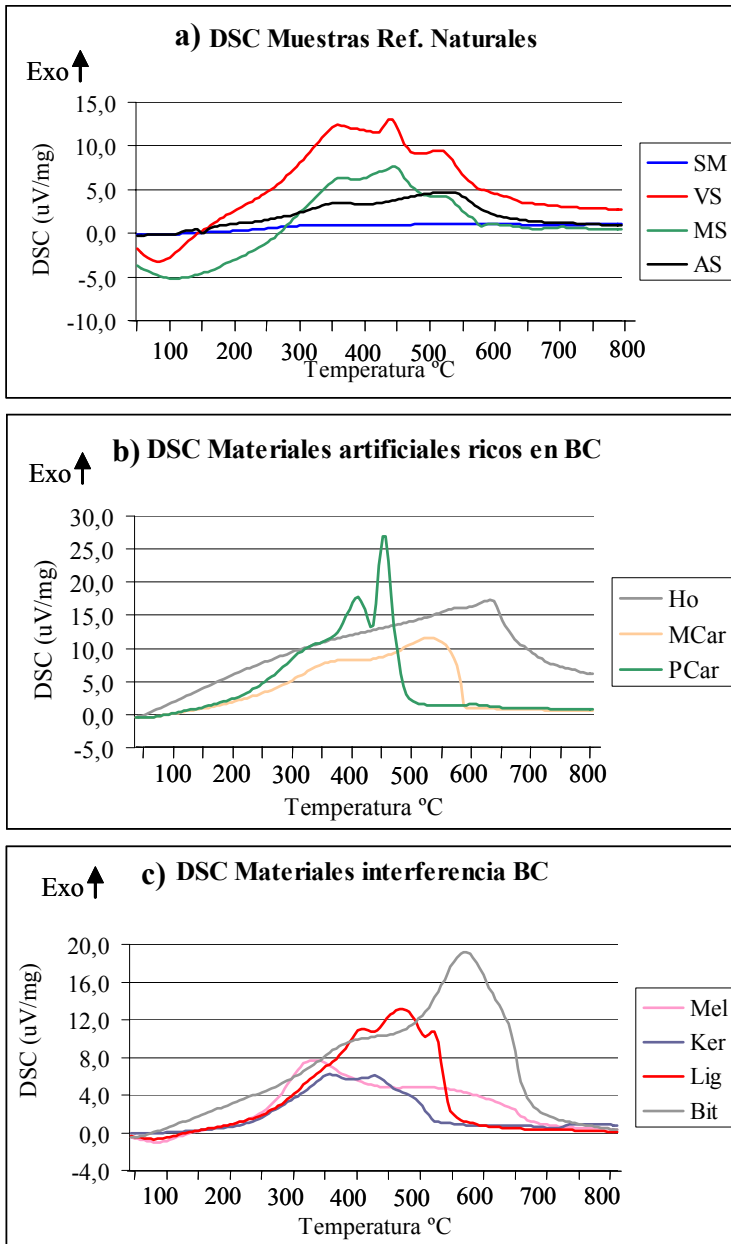 a) DSC Muestras Ref. Naturales
Exo
15,0
10,0
5,0
0,0
-5,0
-10,0
DSC (uV/mg)
100 200 300 400 500 600 700 800
Temperatura ºC
SM
VS
MS
AS
b) DSC Materiales artificiales ricos en BC
Exo
30,0
25,0
20,0
15,0
10,0
5,0
0,0
-5,0
DSC (uV/mg)
100 200 300 400 500 600 700 800
Temperatura ºC
Ho
MCar
PCar
c) DSC Materiales interferencia BC
Exo
20,0
16,0
12,0
8,0
4,0
0,0
-4,0
DSC (uV/mg)
100 200 300 400 500 600 700 800
Temperatura ºC
Mel
Ker
Lig
Bit